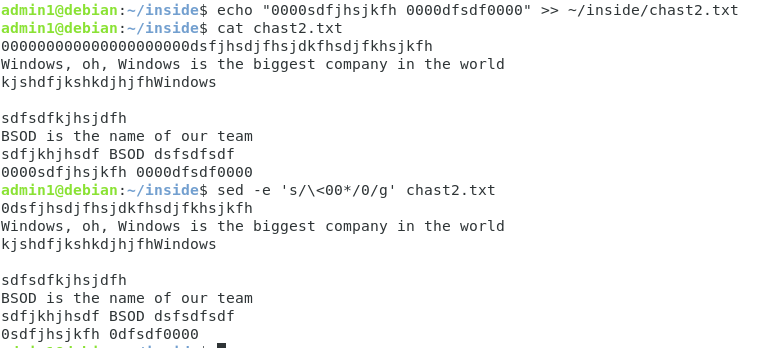 admin1@debian:~/inside$ echo "0000sdfjhsjkfh 0000dfsdf0000" >> ~/inside/chast2.txt
admin1@debian:~/inside$ cat chast2.txt
000000000000000000000dsfjhsdjfhsjdkfhsdjfkhsjkfh
Windows, oh, Windows is the biggest company in the world
kjshdfjkshkdjhjfhWindows

sdfsdfkjhsjdfh
BSOD is the name of our team
sdfjkhjhsdf BSOD dsfsdfsdf
0000sdfjhsjkfh 0000dfsdf0000
admin1@debian:~/inside$ sed -e 's/\<00*/0/g' chast2.txt
0dsfjhsdjfhsjdkfhsdjfkhsjkfh
Windows, oh, Windows is the biggest company in the world
kjshdfjkshkdjhjfhWindows

sdfsdfkjhsjdfh
BSOD is the name of our team
sdfjkhjhsdf BSOD dsfsdfsdf
0sdfjhsjkfh 0dfsdf0000